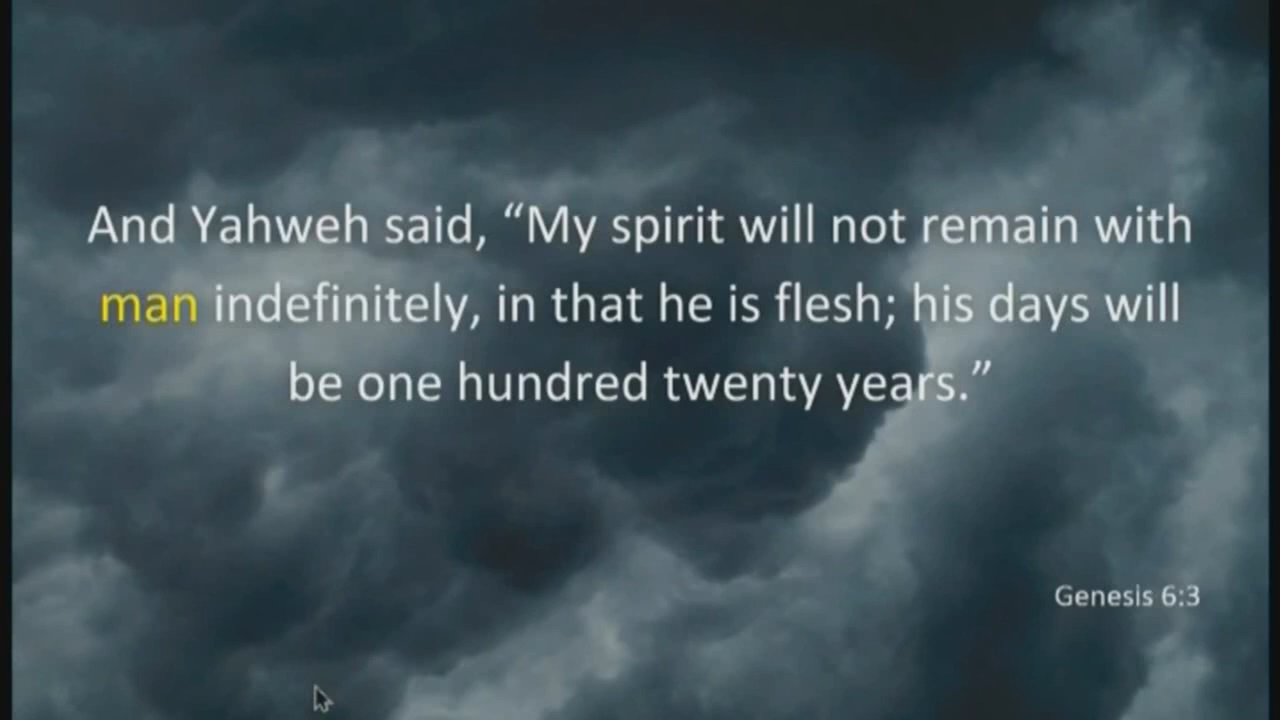 And Yahweh said, “My spirit will not remain with
man indefinitely, in that he is flesh; his days will
be one hundred twenty years.”
Genesis 6:3